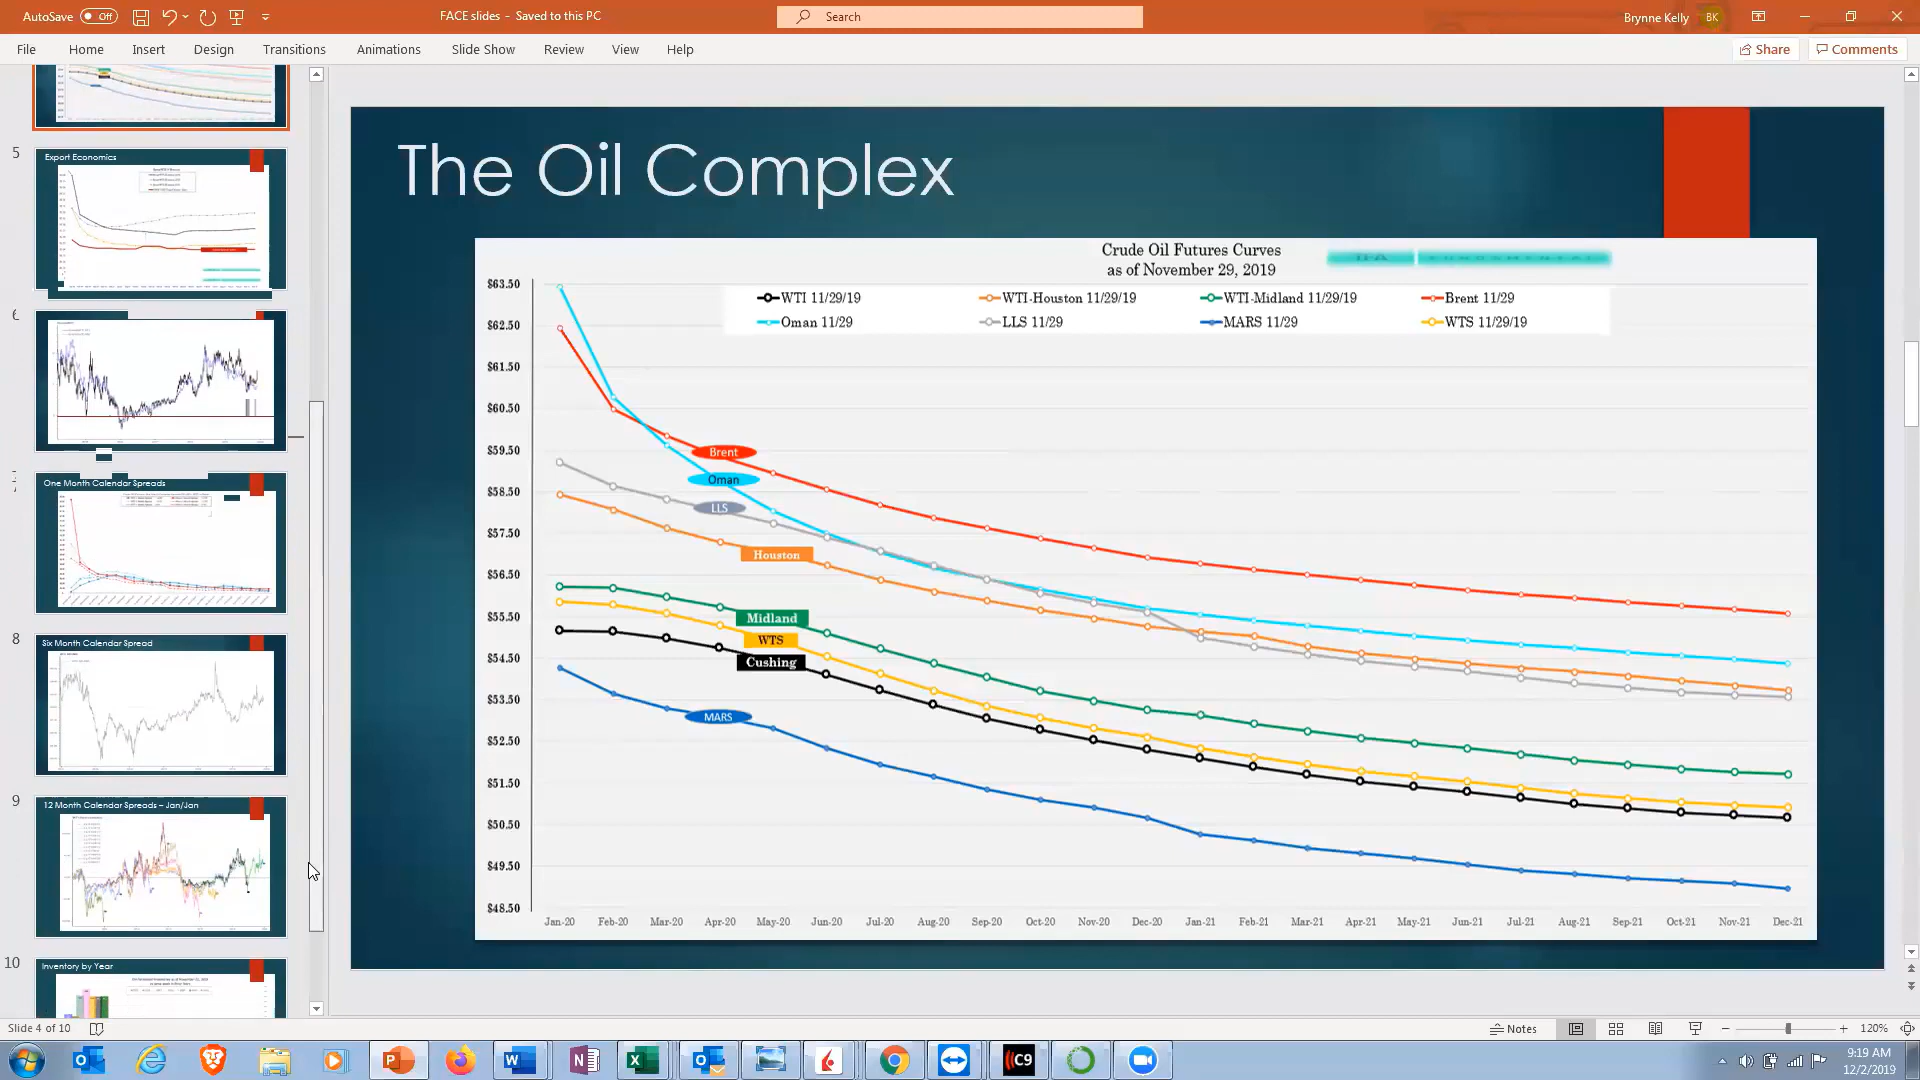 AutoSave Off
FACE slides - Saved to this PC
Search
Brynne Kelly BK
File Home Insert Design Transitions Animations Slide Show Review View Help
Share Comments
5
Export Economics
6
7
One Month Calendar Spreads
8
Six Month Calendar Spread
9
12 Month Calendar Spreads – Jan/Jan
10
Inventory by Year
The Oil Complex
Crude Oil Futures Curves
as of November 29, 2019
WTI 11/29/19 WTI-Houston 11/29/19 WTI-Midland 11/29/19 Brent 11/29
Oman 11/29 LLS 11/29 MARS 11/29 WTS 11/29/19
$63.50
$62.50
$61.50
$60.50
$59.50
$58.50
$57.50
$56.50
$55.50
$54.50
$53.50
$52.50
$51.50
$50.50
$49.50
$48.50
Brent
Oman
LLS
Houston
Midland
WTS
Cushing
MARS
Jan-20 Feb-20 Mar-20 Apr-20 May-20 Jun-20 Jul-20 Aug-20 Sep-20 Oct-20 Nov-20 Dec-20 Jan-21 Feb-21 Mar-21 Apr-21 May-21 Jun-21 Jul-21 Aug-21 Sep-21 Oct-21 Nov-21 Dec-21
Slide 4 of 10
Notes
120%
C9
9:19 AM
12/2/2019